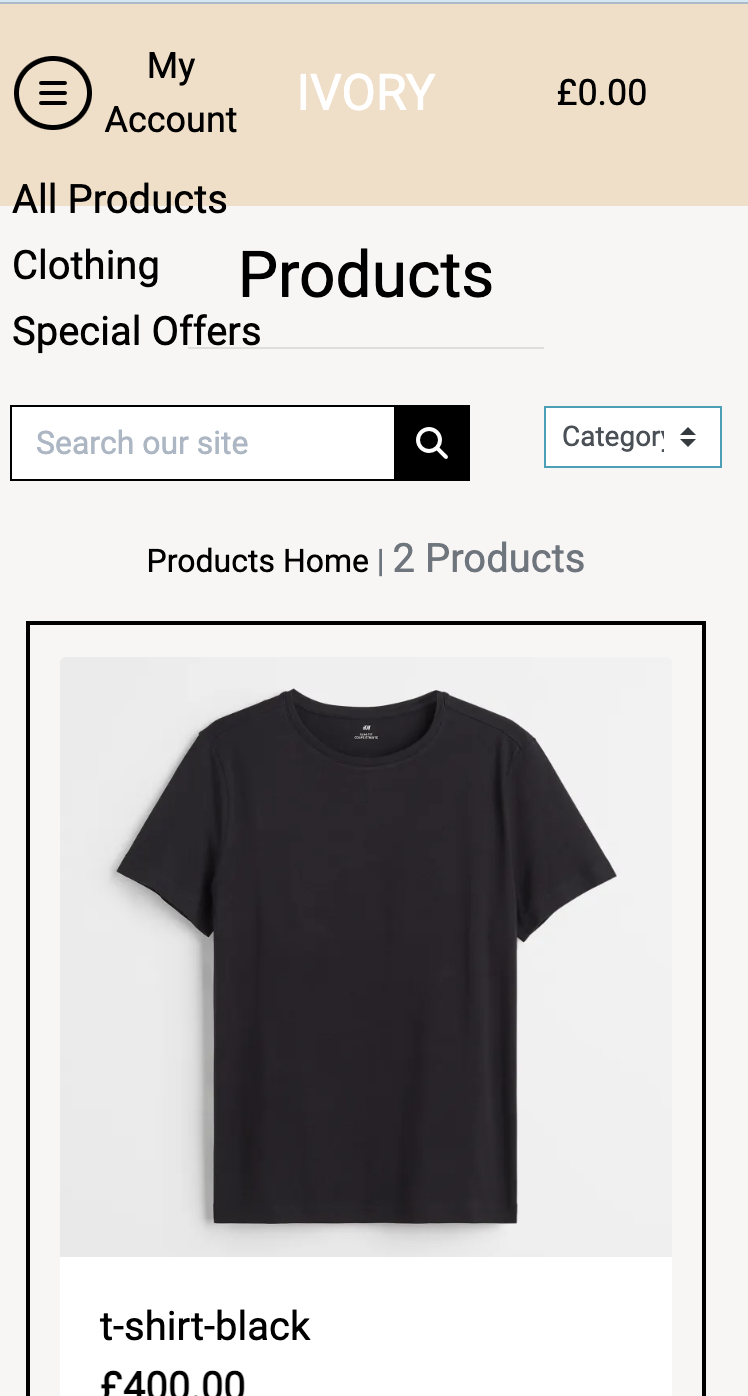 My
Account
IVORY
£0.00
All Products
Clothing
Products
Special Offers
Search our site
Category
Products Home | 2 Products
t-shirt-black
£400.00